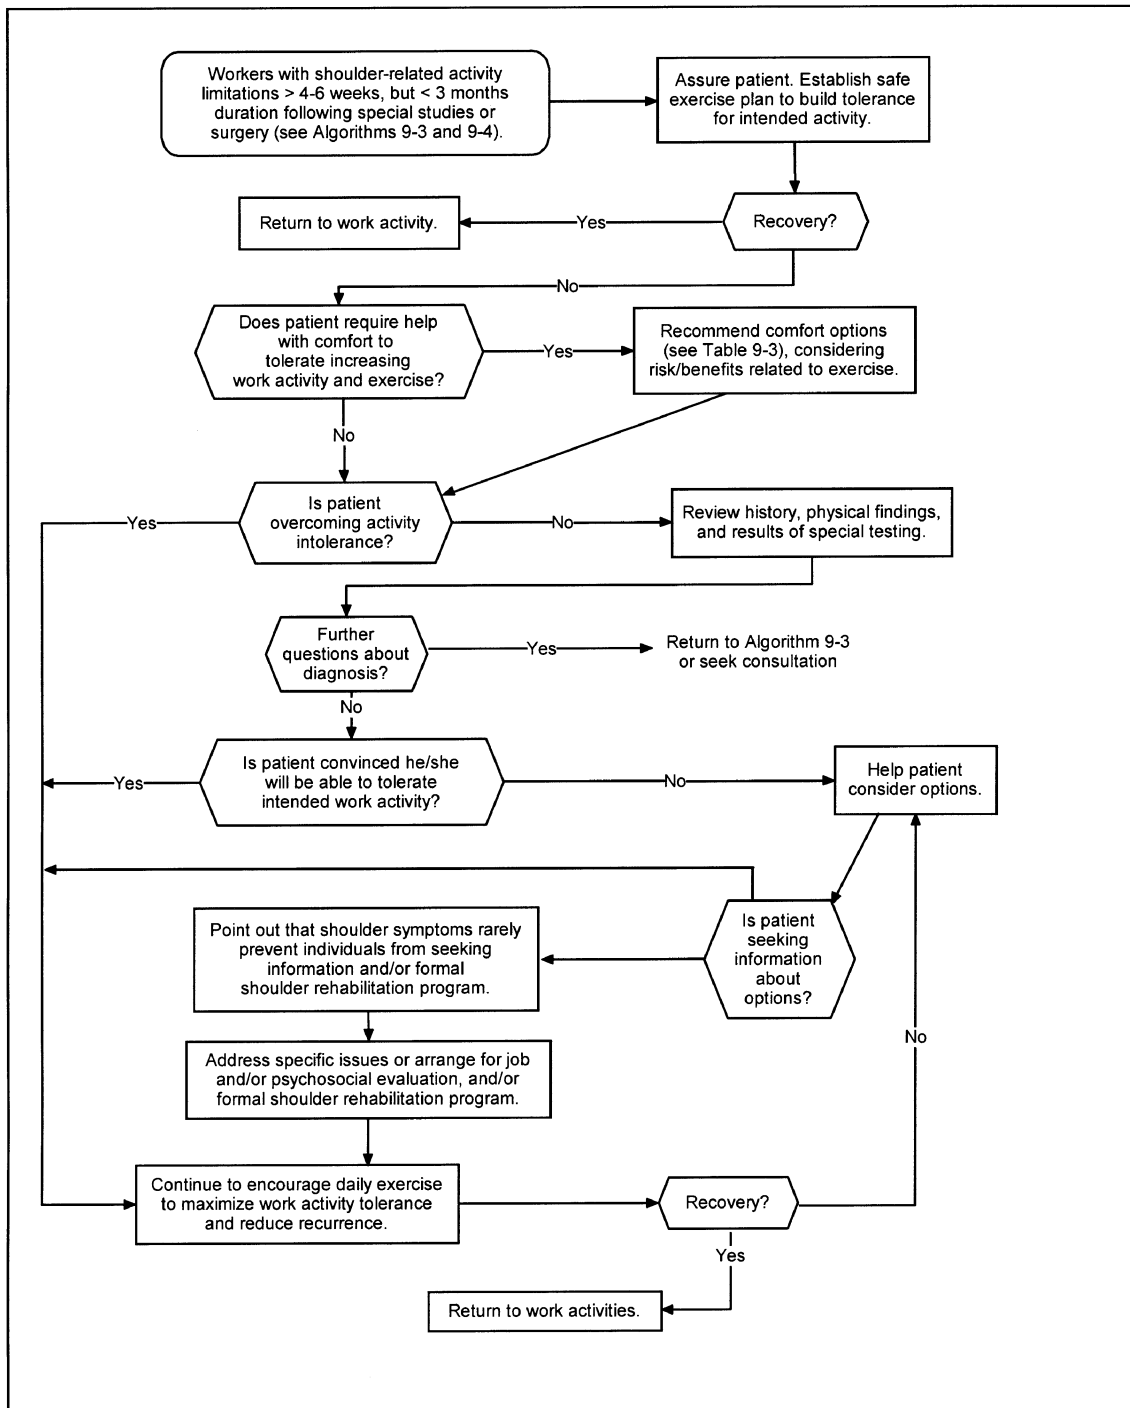 Workers with shoulder-related activity
limitations > 4-6 weeks, but < 3 months
duration following special studies or
surgery (see Algorithms 9-3 and 9-4).
Assure patient. Establish safe
exercise plan to build tolerance
for intended activity.
Recovery?
Yes
Return to work activity.
No
Does patient require help
with comfort to
tolerate increasing
work activity and exercise?
Yes
Recommend comfort options
(see Table 9-3), considering
risk/benefits related to exercise.
No
Is patient
overcoming activity
intolerance?
Yes
No
Review history, physical findings,
and results of special testing.
Further
questions about
diagnosis?
Yes
Return to Algorithm 9-3
or seek consultation
No
Is patient convinced he/she
will be able to tolerate
intended work activity?
Yes
No
Help patient
consider options.
Is patient
seeking
information
about
options?
Point out that shoulder symptoms rarely
prevent individuals from seeking
information and/or formal
shoulder rehabilitation program.
No
Address specific issues or arrange for job
and/or psychosocial evaluation, and/or
formal shoulder rehabilitation program.
Continue to encourage daily exercise
to maximize work activity tolerance
and reduce recurrence.
Recovery?
Yes
Return to work activities.